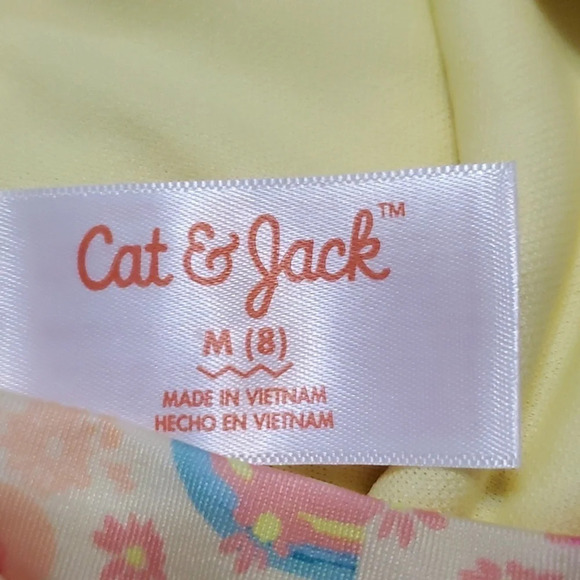 Cat & Jack™
M (8)
MADE IN VIETNAM
HECHO EN VIETNAM